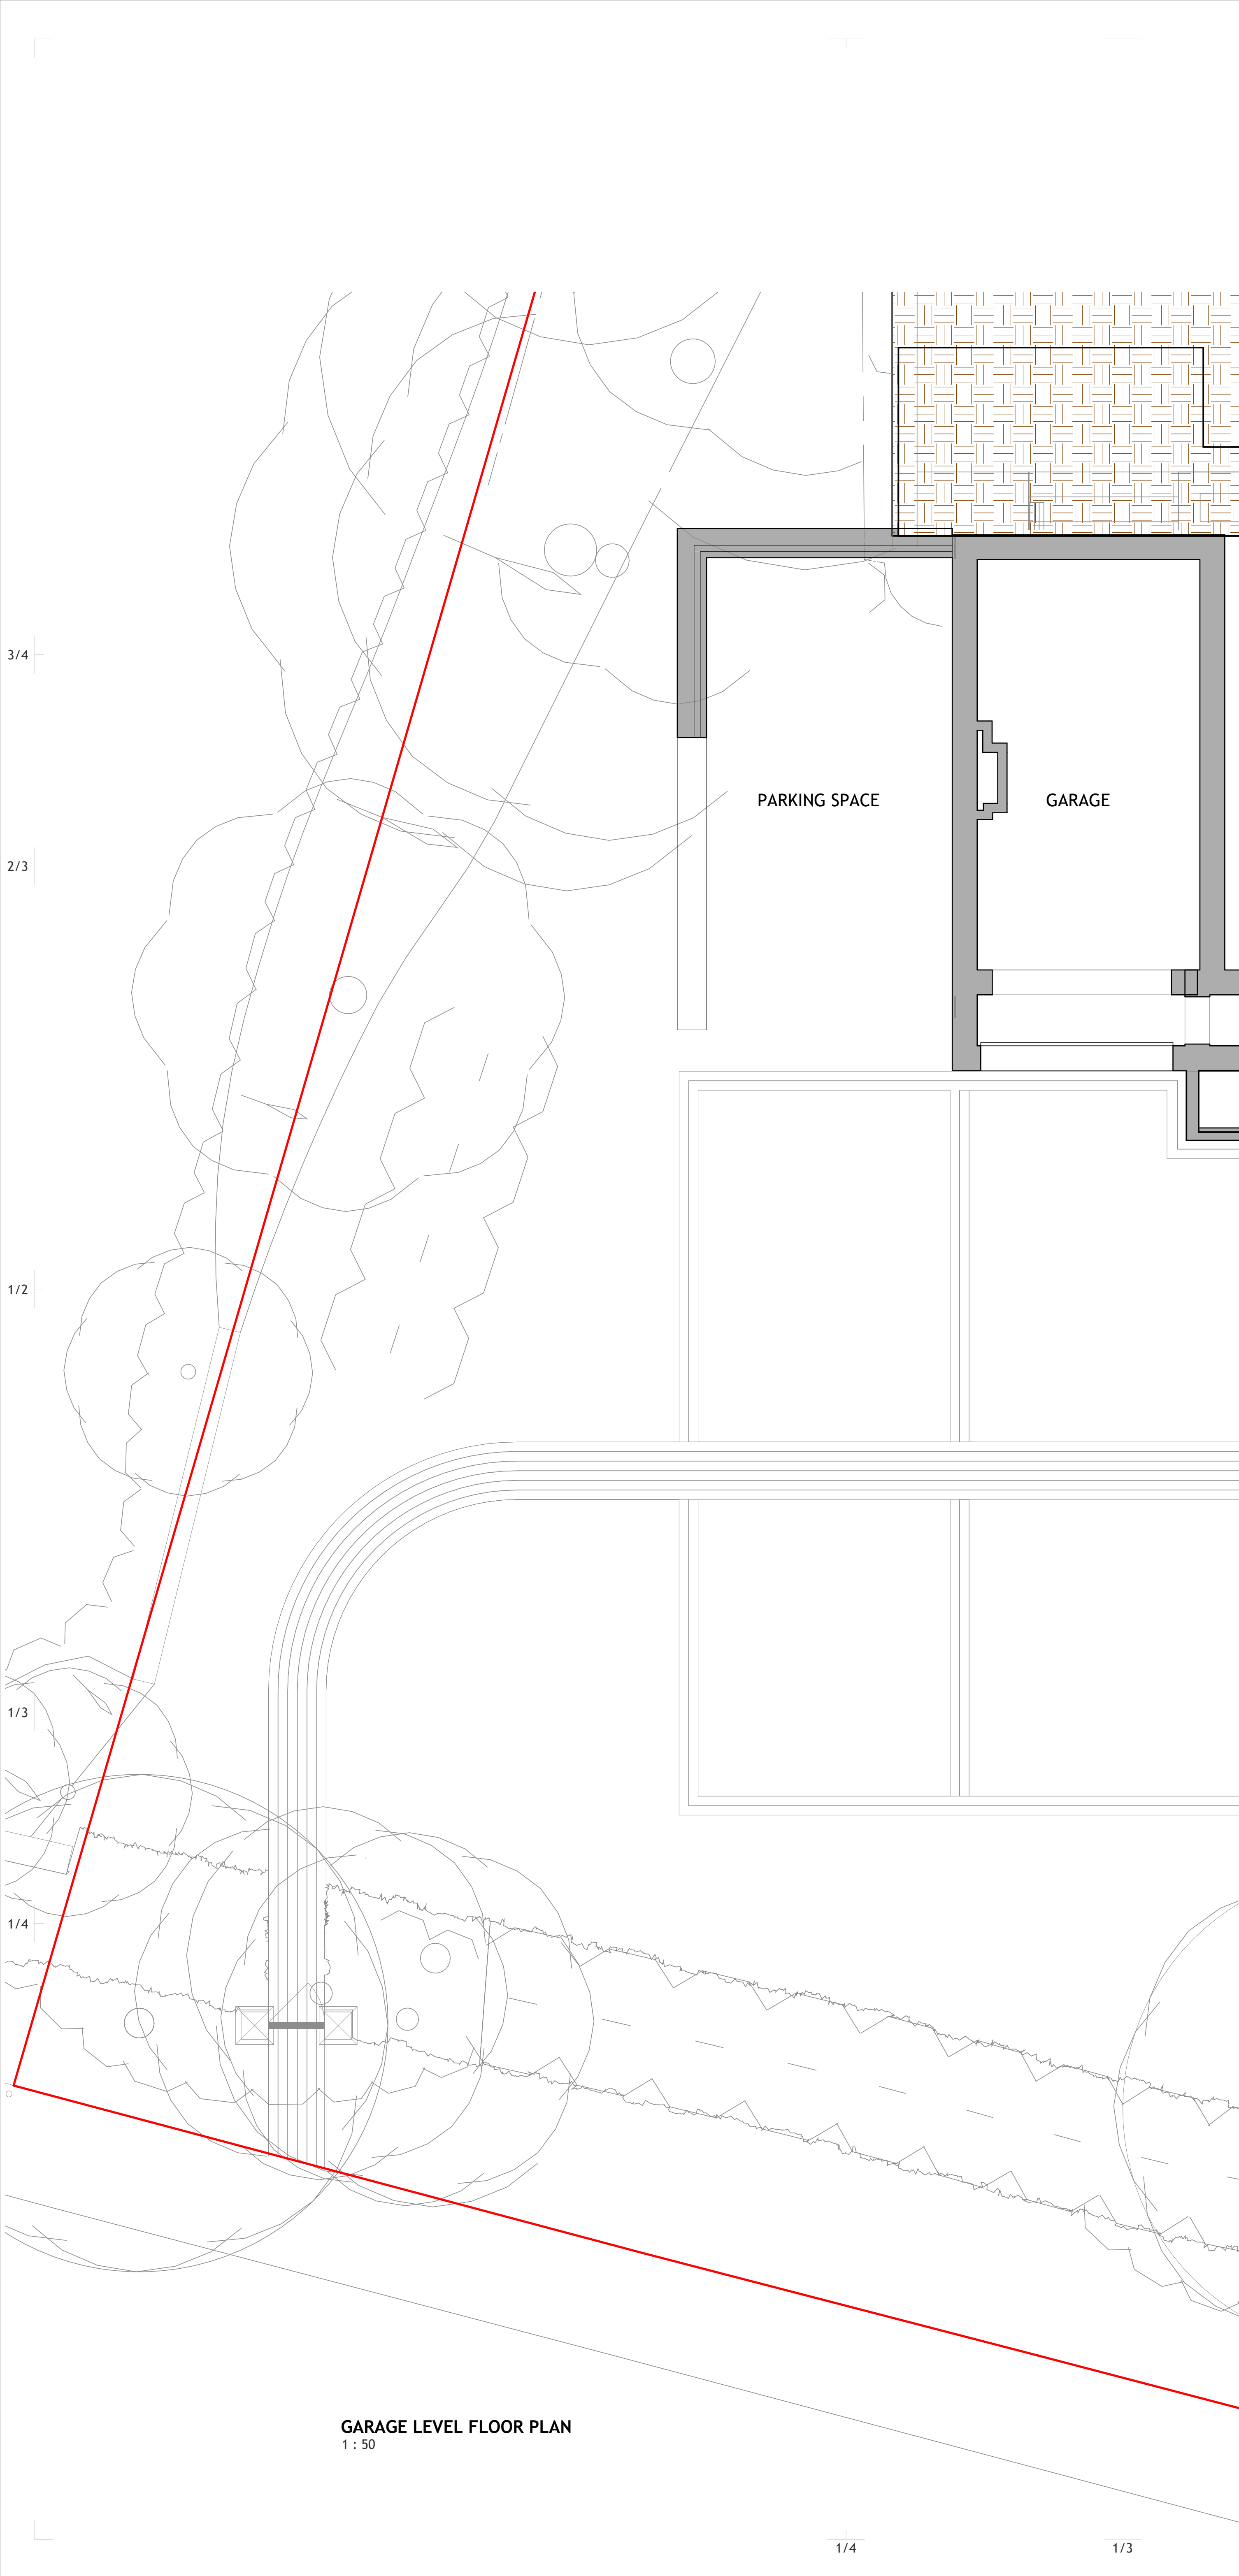 3/4
PARKING SPACE
GARAGE
2/3
1/2
1/3
1/4
GARAGE LEVEL FLOOR PLAN
1 : 50
1/4
1/3